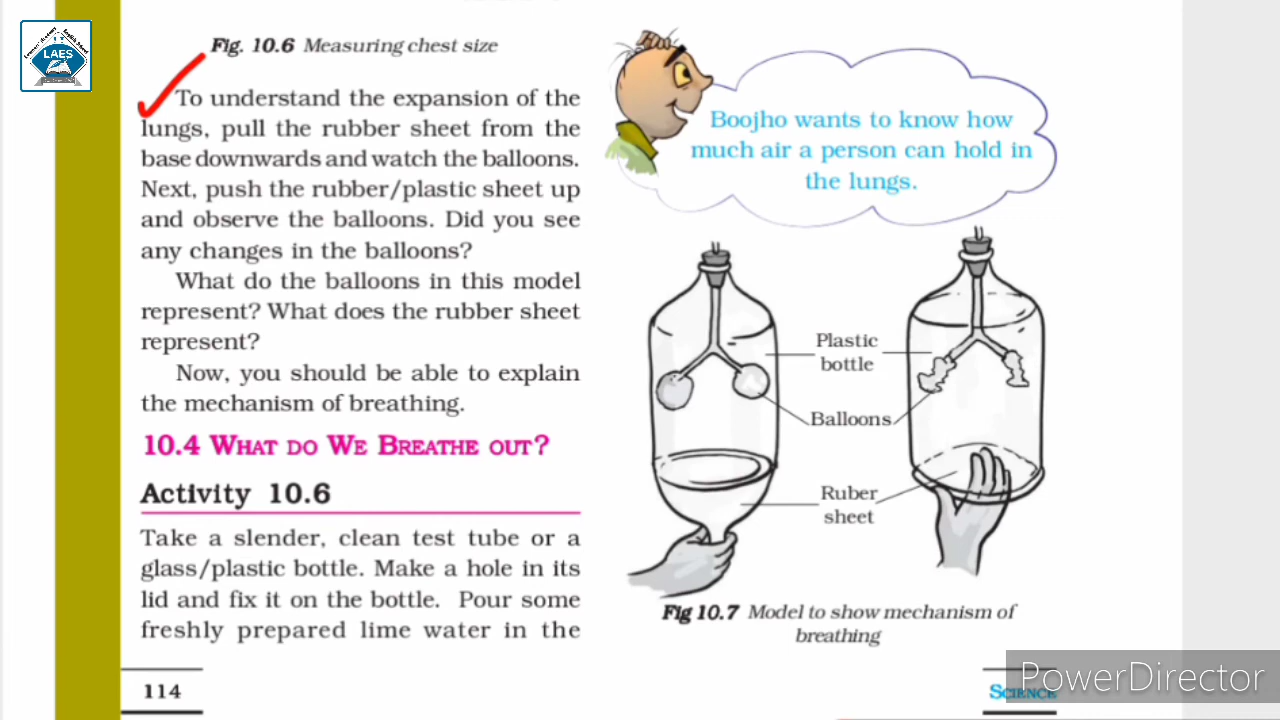 LAES
Fig. 10.6 Measuring chest size
To understand the expansion of the
lungs, pull the rubber sheet from the
base downwards and watch the balloons.
Next, push the rubber/plastic sheet up
and observe the balloons. Did you see
any changes in the balloons?
What do the balloons in this model
represent? What does the rubber sheet
represent?
Now, you should be able to explain
the mechanism of breathing.
10.4 WHAT DO WE BREATHE OUT?
Activity 10.6
Take a slender, clean test tube or a
glass/plastic bottle. Make a hole in its
lid and fix it on the bottle. Pour some
freshly prepared lime water in the
114
Boojho wants to know how
much air a person can hold in
the lungs.
Plastic
bottle
Balloons
Ruber
sheet
Fig 10.7 Model to show mechanism of
breathing
SCIENCE
PowerDirector